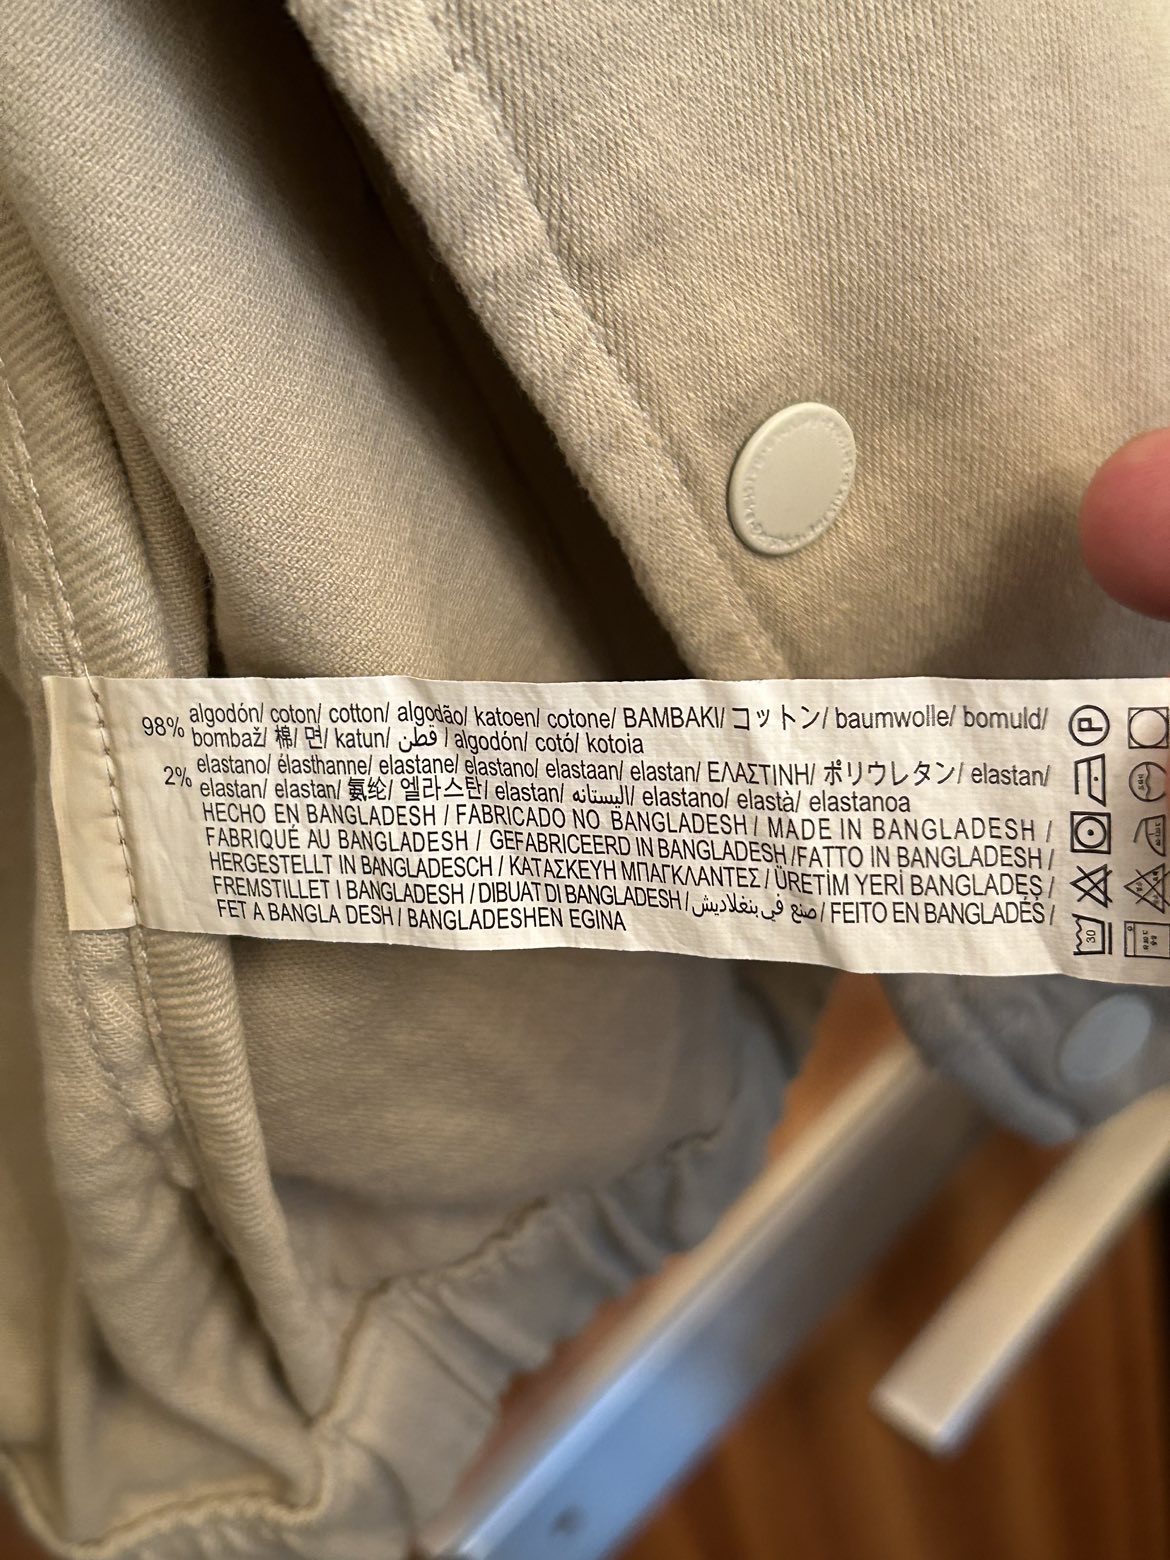 98% algodón/ coton/ cotton/ algodão/ katoen/ cotone/ ΒΑΜΒΑΚΙ/ コットン/ baumwolle/ bomuld/
bombaž/ 棉/ 면/ katun/ قطن / algodón/ cotó/ kotoia
2% elastano/ élasthanne/ elastane/ elastano/ elastaan/ elastan/ ΕΛΑΣΤΙΝΗ/ ポリウレタン/ elastan/
elastan/ elastan/ 氨纶/ 엘라스탄/ elastan/ اليستانه/ elastano/ elastà/ elastanoa
HECHO EN BANGLADESH / FABRICADO NO BANGLADESH / MADE IN BANGLADESH /
FABRIQUÉ AU BANGLADESH / GEFABRICEERD IN BANGLADESH /FATTO IN BANGLADESH /
HERGESTELLT IN BANGLADESCH / ΚΑΤΑΣΚΕΥΗ ΜΠΑΓΚΛΑΝΤΕΣ / ÜRETİM YERİ BANGLADEŞ /
FREMSTILLET I BANGLADESH / DIBUAT DI BANGLADESH / صنع في بنغلاديش / FEITO EN BANGLADÉS /
FET A BANGLA DESH / BANGLADESHEN EGINA
P
30